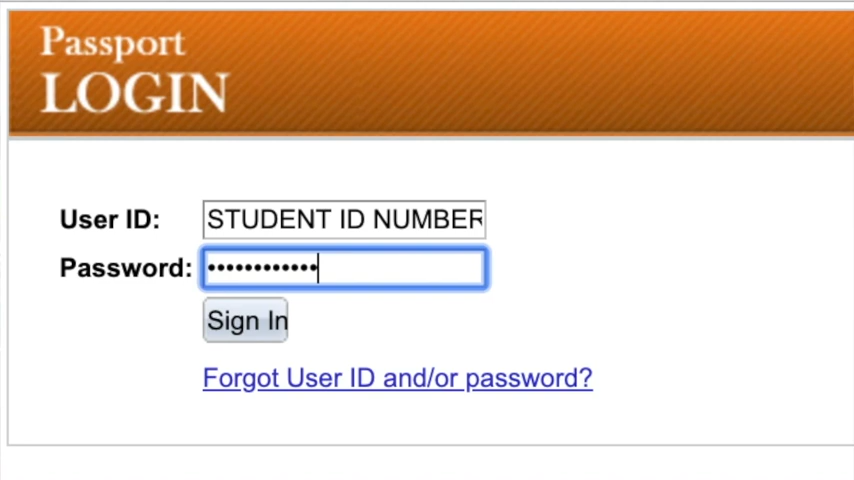 Passport
LOGIN
User ID: STUDENT ID NUMBER
Password: ••••••••••••
Sign In
Forgot User ID and/or password?